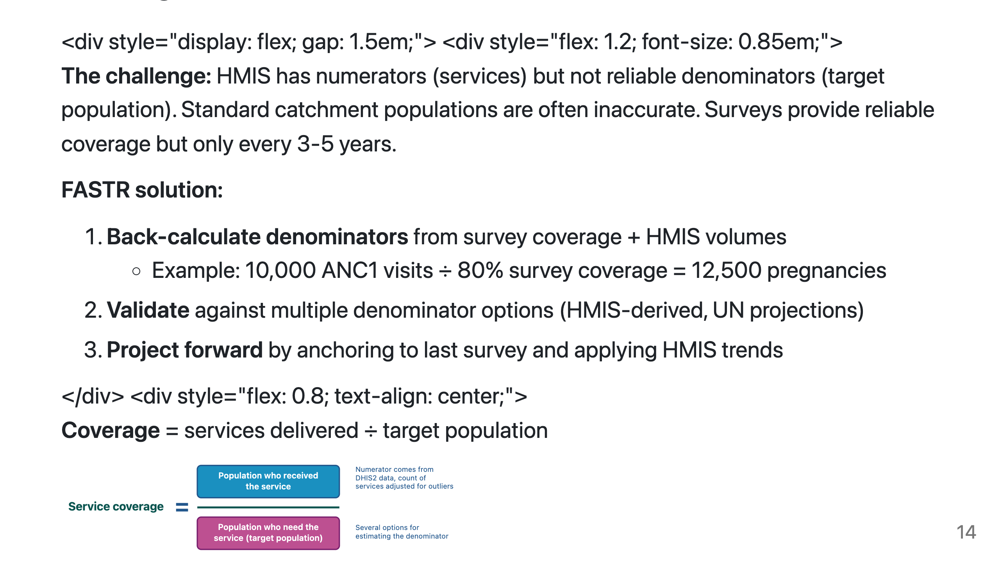 <div style="display: flex; gap: 1.5em;"> <div style="flex: 1.2; font-size: 0.85em;">
The challenge: HMIS has numerators (services) but not reliable denominators (target
population). Standard catchment populations are often inaccurate. Surveys provide reliable
coverage but only every 3-5 years.
FASTR solution:
1. Back-calculate denominators from survey coverage + HMIS volumes
○ Example: 10,000 ANC1 visits ÷ 80% survey coverage = 12,500 pregnancies
2. Validate against multiple denominator options (HMIS-derived, UN projections)
3. Project forward by anchoring to last survey and applying HMIS trends
</div> <div style="flex: 0.8; text-align: center;">
Coverage = services delivered ÷ target population
Service coverage =
Population who received
the service
Population who need the
service (target population)
Numerator comes from
DHIS2 data, count of
services adjusted for outliers
Several options for
estimating the denominator
14